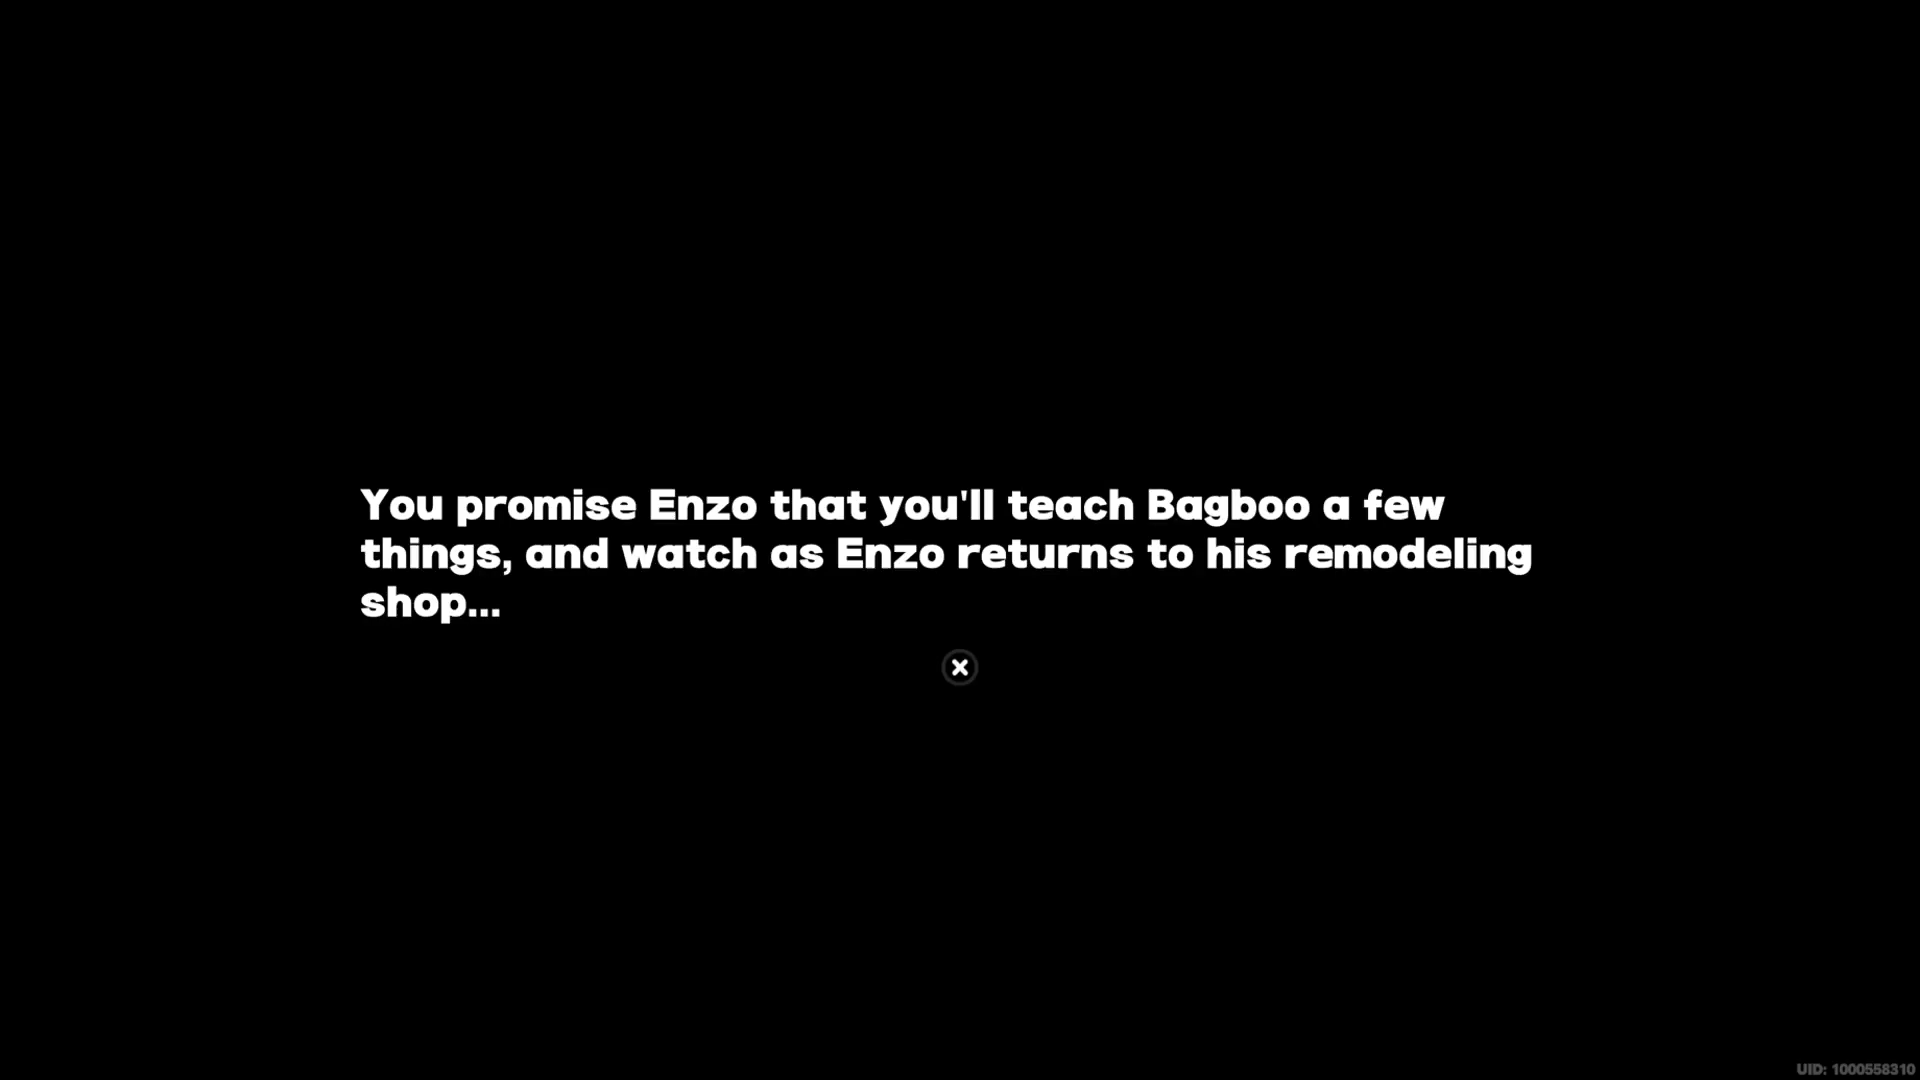 You promise Enzo that you'll teach Bagboo a few
things, and watch as Enzo returns to his remodeling
shop...
UID: 1000558310